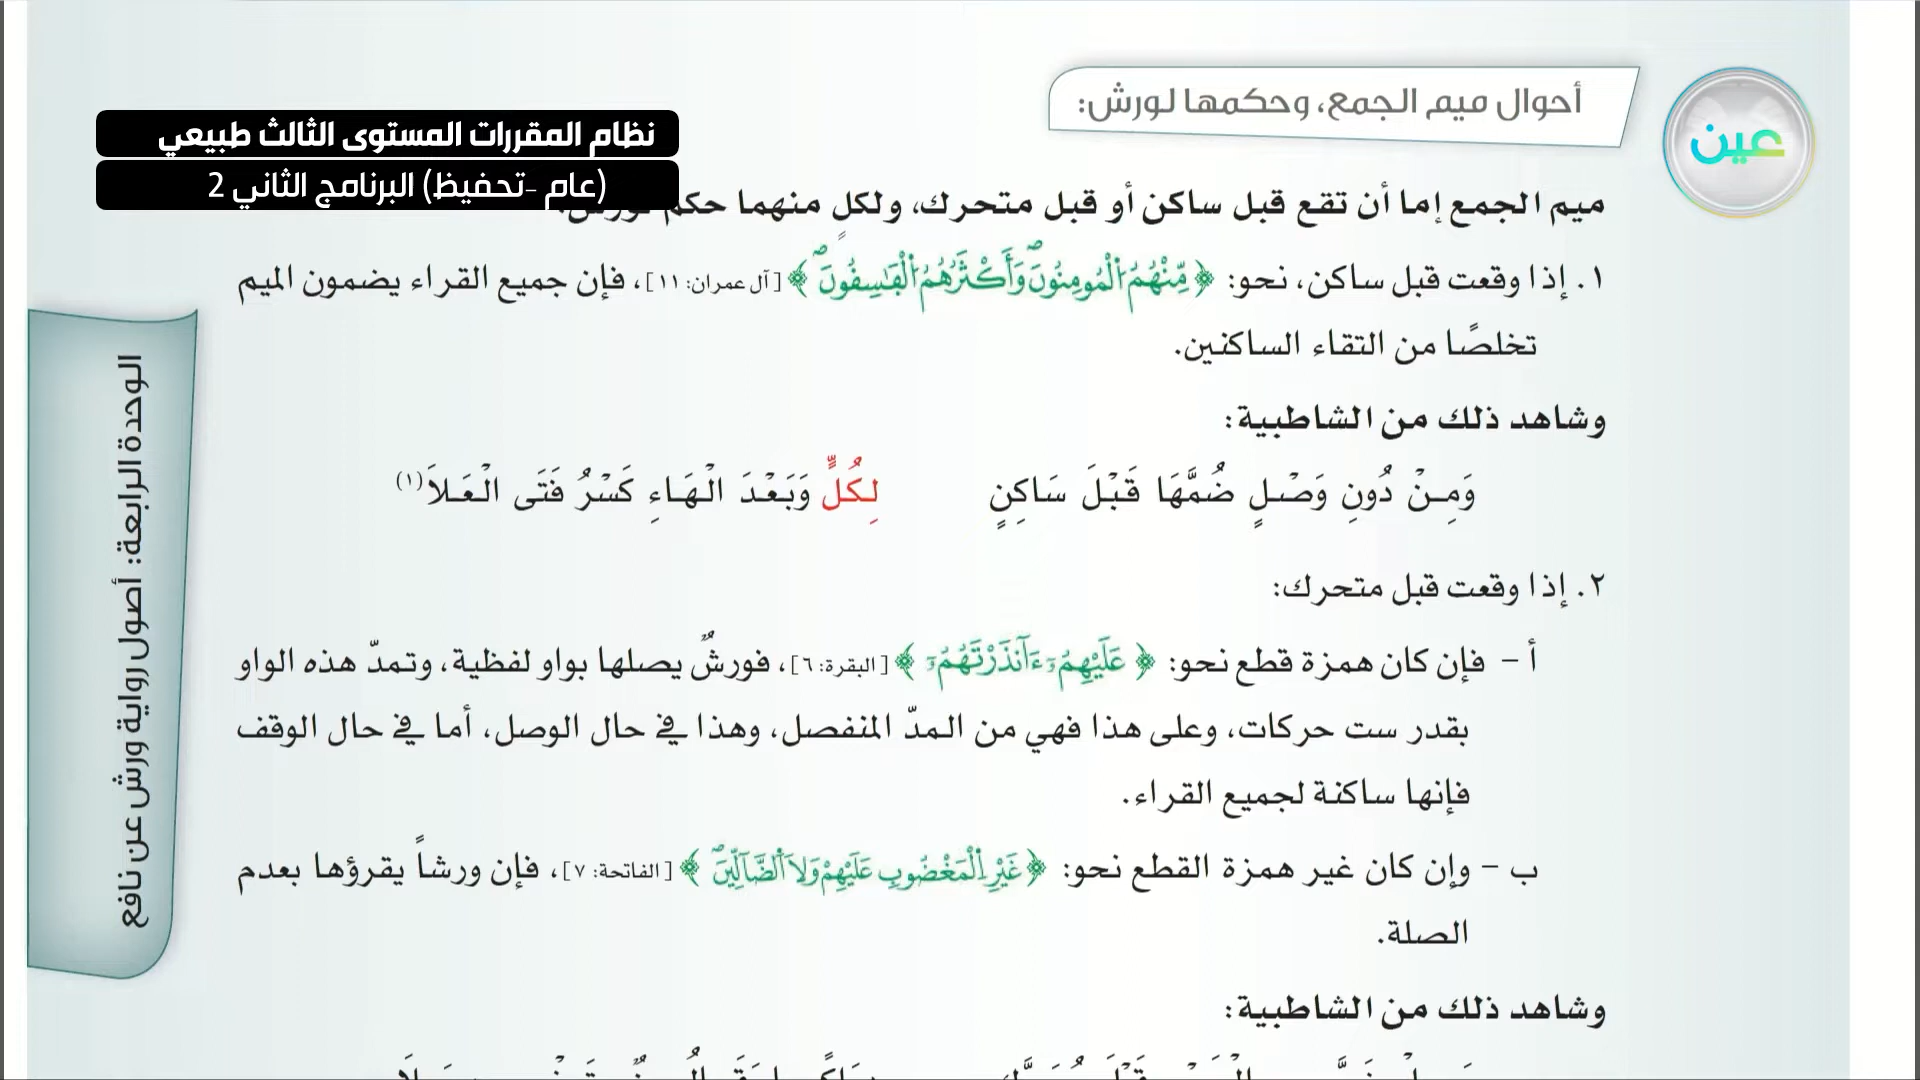 أحوال ميم الجمع، وحكمها لورش:
عين
نظام المقررات المستوى الثالث طبيعي
(عام -تحفيظ) البرنامج الثاني 2
ميم الجمع إما أن تقع قبل ساكن أو قبل متحرك، ولكلٍ منهما حكم
١. إذا وقعت قبل ساكن، نحو: ﴿مِّنْهُمُ اُلْمُومِنُونَۖ وَأَكْثَرُهُمُ اُلْفَٰسِقُونَۖ﴾ [آل عمران: ١١]، فإن جميع القراء يضمون الميم
تخلصًا من التقاء الساكنين.
وشاهد ذلك من الشاطبية:
وَمِنْ دُونِ وَصْلٍ ضُمَّهَا قَبْلَ سَاكِنٍ لِكُلٍّ وَبَعْدَ الْهَاءِ كَسْرُ فَتَى الْعَلَا (١)
٢. إذا وقعت قبل متحرك:
أ – فإن كان همزة قطع نحو: ﴿عَلَيْهِمُۥٓ ءَآنذَرْتَهُمُۥٓ﴾ [البقرة: ٦]، فورشٌ يصلها بواو لفظية، وتمدّ هذه الواو
بقدر ست حركات، وعلى هذا فهي من المدّ المنفصل، وهذا في حال الوصل، أما في حال الوقف
فإنها ساكنة لجميع القراء.
ب – وإن كان غير همزة القطع نحو: ﴿غَيْرِ اِلْمَغْضُوبِ عَلَيْهِمْ وَلَا اَلضَّآلِّينَۖ﴾ [الفاتحة: ٧]، فإن ورشاً يقرؤها بعدم
الصلة.
وشاهد ذلك من الشاطبية:
الوحدة الرابعة: أصول رواية ورش عن نافع